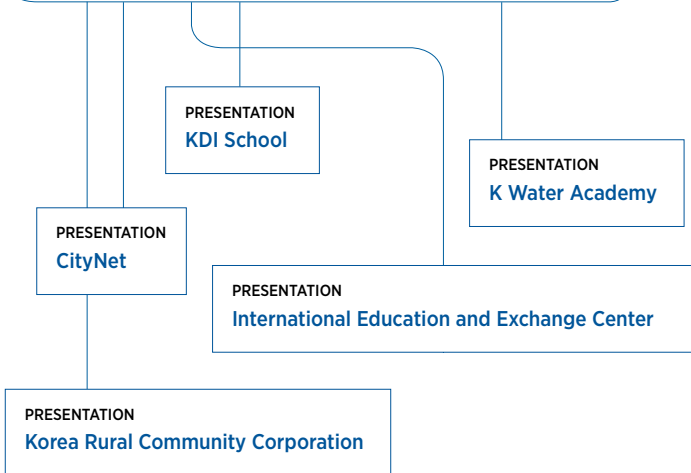 PRESENTATION
KDI School
PRESENTATION
K Water Academy
PRESENTATION
CityNet
PRESENTATION
International Education and Exchange Center
PRESENTATION
Korea Rural Community Corporation